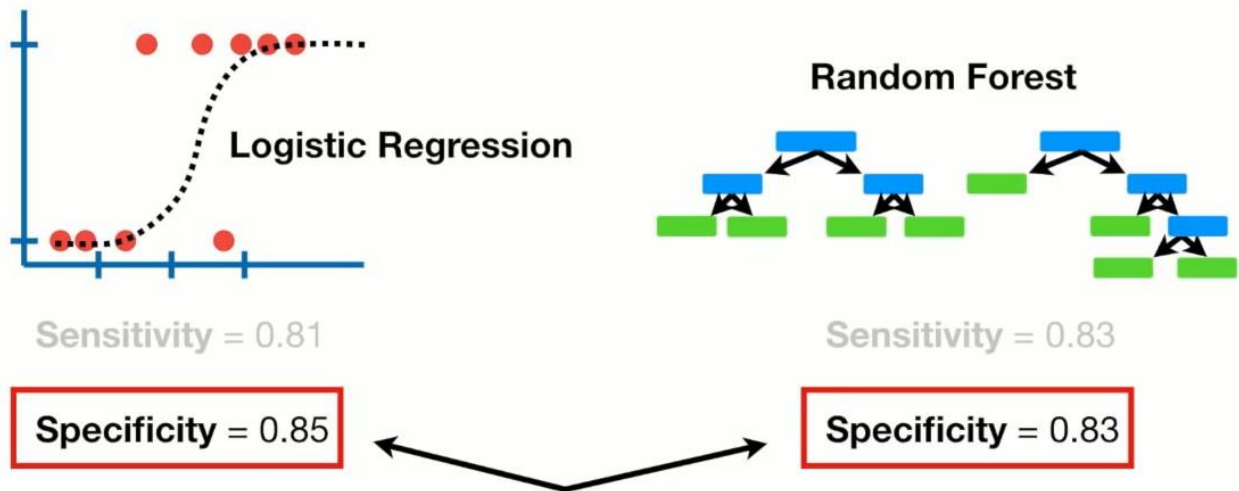 Random Forest
Logistic Regression
Sensitivity = 0.81
Sensitivity = 0.83
Specificity = 0.85
Specificity = 0.83